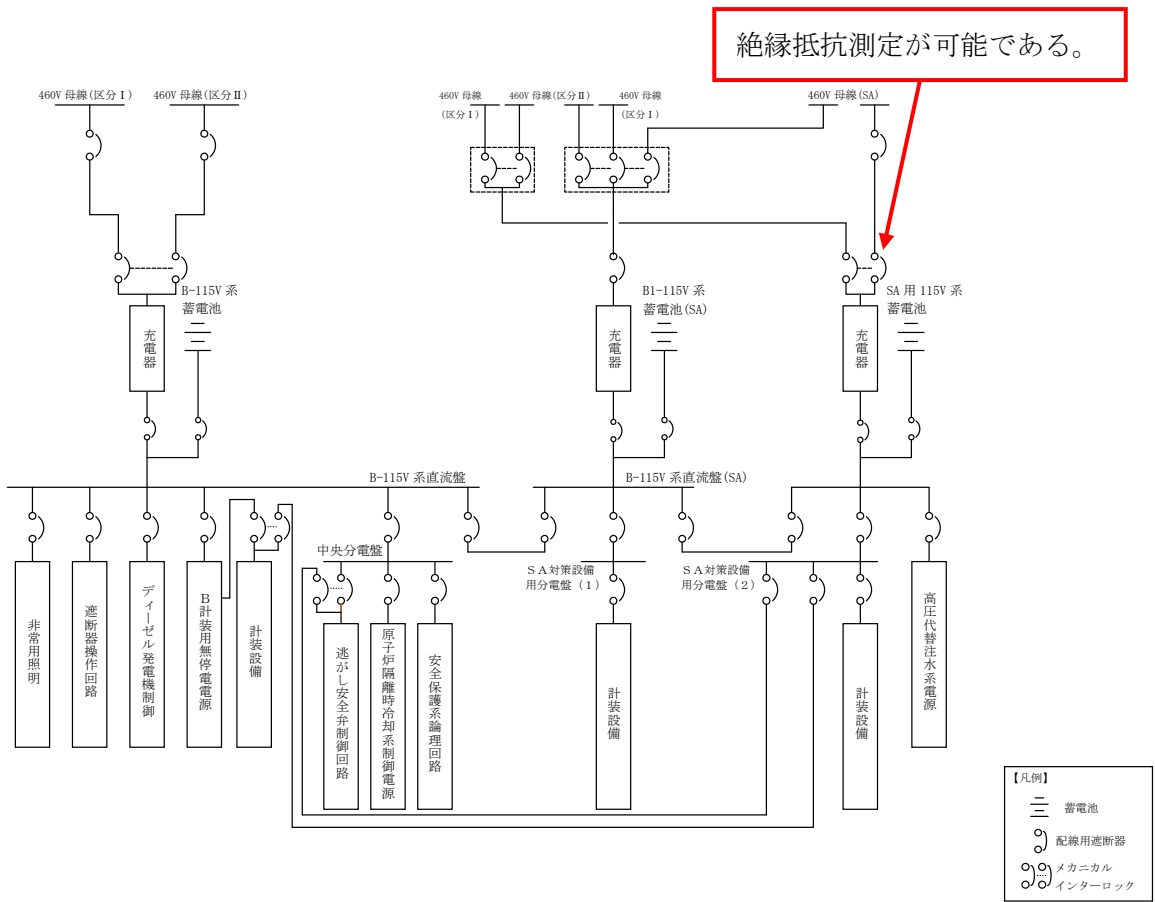 絶縁抵抗測定が可能である。
460V 母線(区分Ⅰ)
460V 母線(区分Ⅱ)
460V 母線
(区分Ⅰ)
460V 母線(区分Ⅱ)
460V 母線
(区分Ⅰ)
460V 母線(SA)
B-115V 系
蓄電池
B1-115V 系
蓄電池(SA)
SA 用 115V 系
蓄電池
充電器
充電器
充電器
B-115V 系直流盤
B-115V 系直流盤(SA)
中央分電盤
SA対策設備
用分電盤(1)
SA対策設備
用分電盤(2)
非常用照明
遮断器操作回路
ディーゼル発電機制御
B計装用無停電電源
計装設備
逃がし安全弁制御回路
原子炉隔離時冷却系制御電源
安全保護系論理回路
計装設備
計装設備
高圧代替注水系電源
【凡例】
蓄電池
配線用遮断器
メカニカル
インターロック